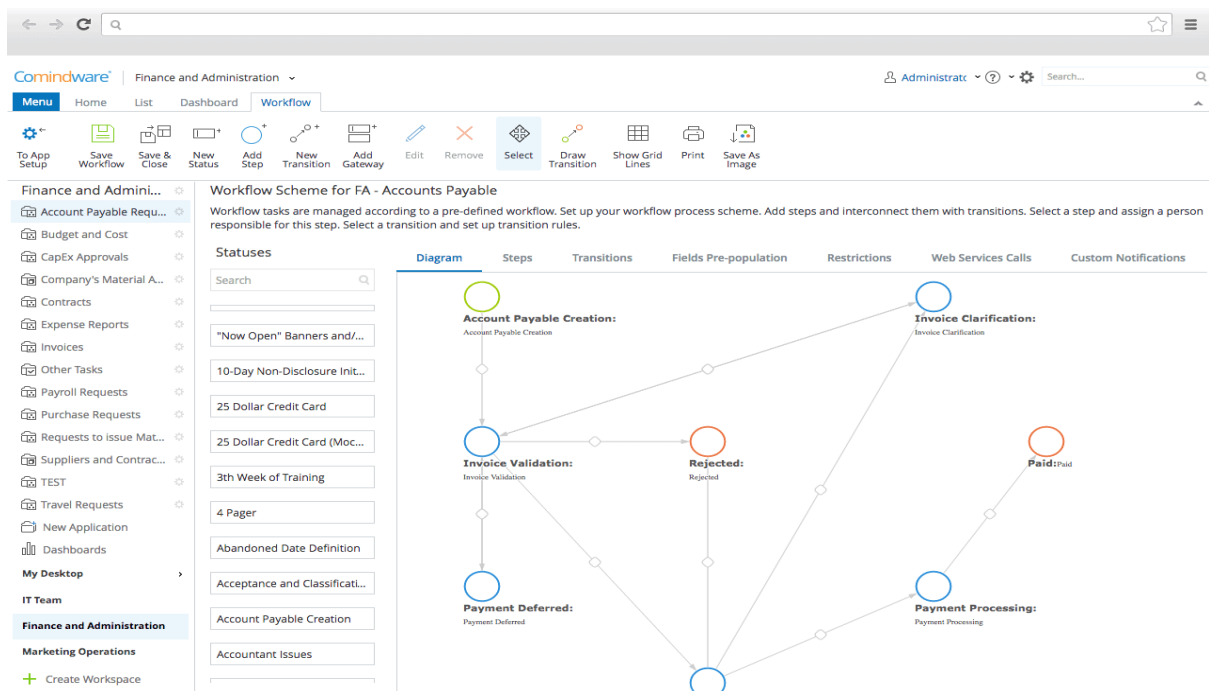 Comindware®
Finance and Administration
Administratc
?
Search...
Menu
Home
List
Dashboard
Workflow
To App Setup
Save Workflow
Save & Close
New Status
Add Step
New Transition
Add Gateway
Edit
Remove
Select
Draw Transition
Show Grid Lines
Print
Save As Image
Finance and Admini...
Account Payable Requ...
Budget and Cost
CapEx Approvals
Company's Material A...
Contracts
Expense Reports
Invoices
Other Tasks
Payroll Requests
Purchase Requests
Requests to issue Mat...
Suppliers and Contrac...
TEST
Travel Requests
New Application
Dashboards
My Desktop
IT Team
Finance and Administration
Marketing Operations
Create Workspace
Workflow Scheme for FA - Accounts Payable
Workflow tasks are managed according to a pre-defined workflow. Set up your workflow process scheme. Add steps and interconnect them with transitions. Select a step and assign a person
responsible for this step. Select a transition and set up transition rules.
Statuses
Search
"Now Open" Banners and/...
10-Day Non-Disclosure Init...
25 Dollar Credit Card
25 Dollar Credit Card (Moc...
3th Week of Training
4 Pager
Abandoned Date Definition
Acceptance and Classificati...
Account Payable Creation
Accountant Issues
Diagram
Steps
Transitions
Fields Pre-population
Restrictions
Web Services Calls
Custom Notifications
Account Payable Creation:
Account Payable Creation
Invoice Clarification:
Invoice Clarification
Invoice Validation:
Invoice Validation
Rejected:
Rejected
Paid:Paid
Payment Deferred:
Payment Deferred
Payment Processing:
Payment Processing